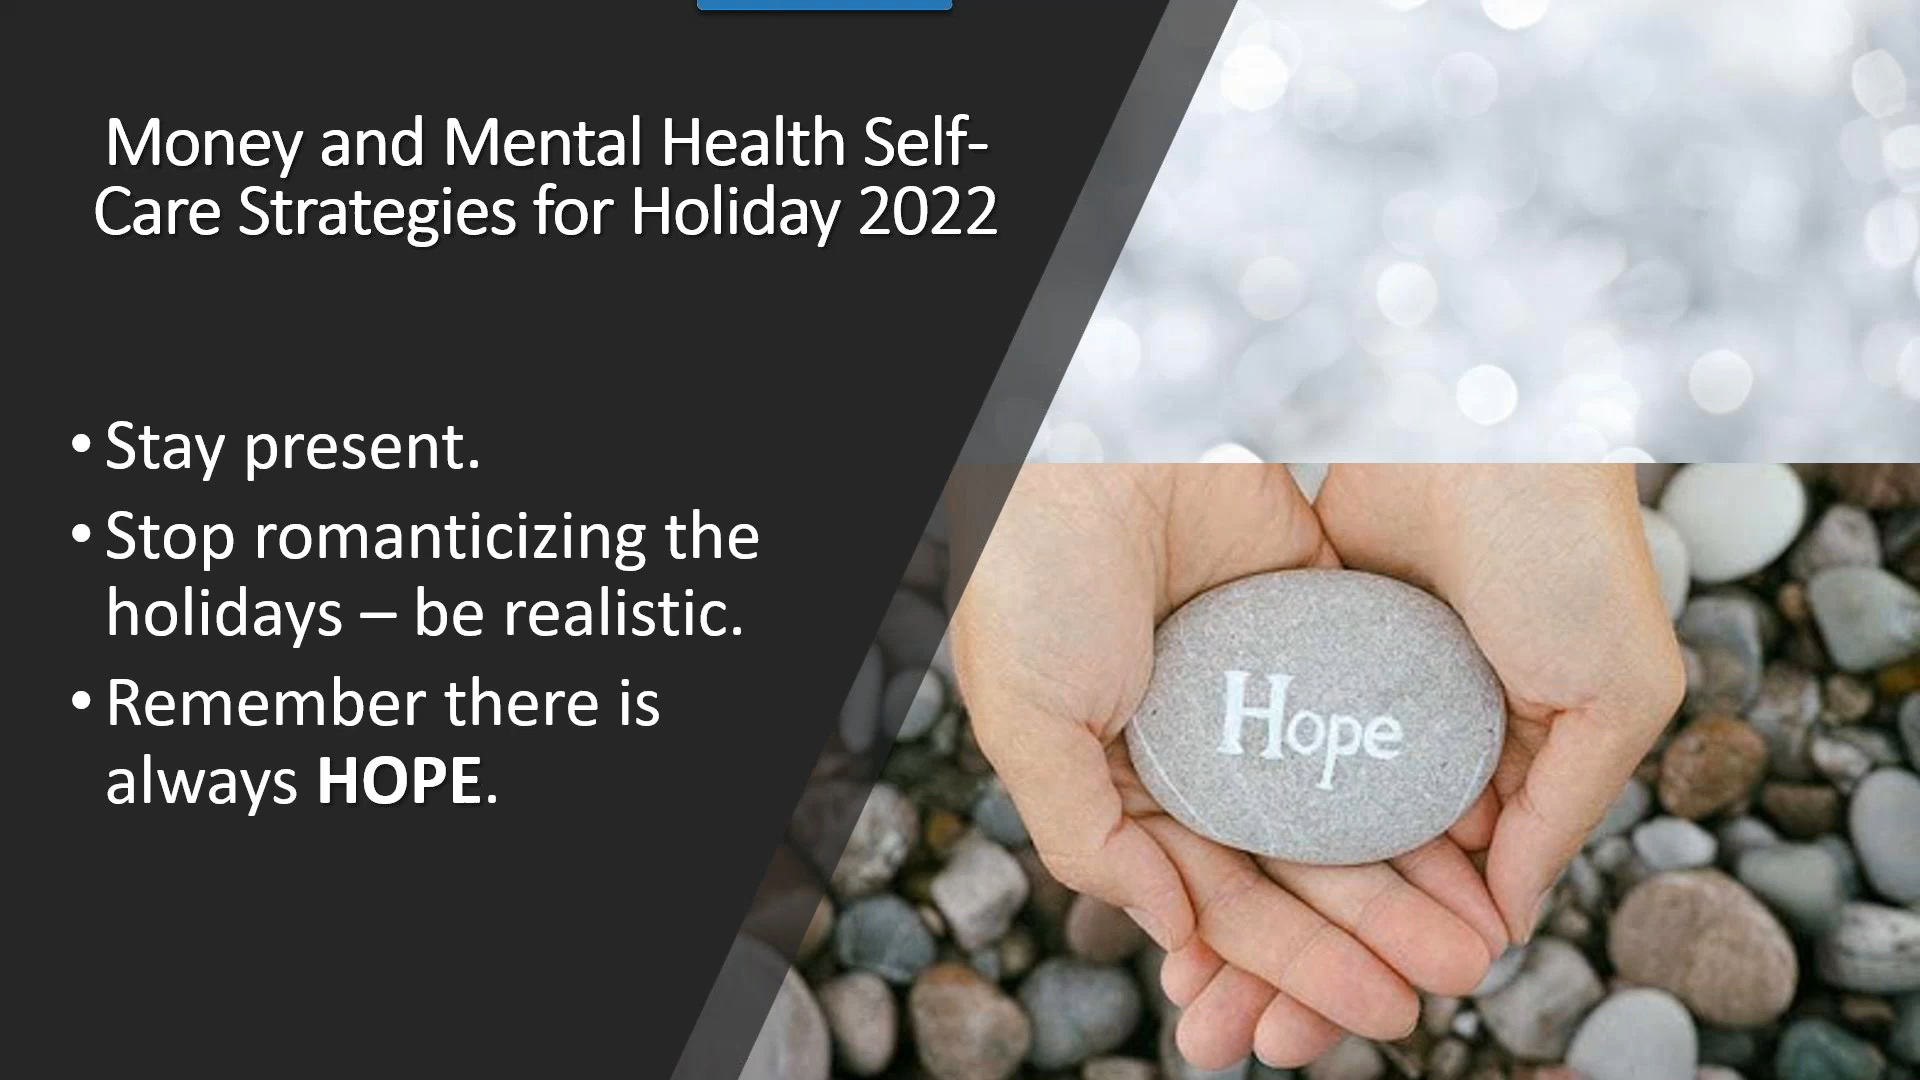 Money and Mental Health Self-
Care Strategies for Holiday 2022
• Stay present.
• Stop romanticizing the
holidays – be realistic.
• Remember there is
always HOPE.
Hope